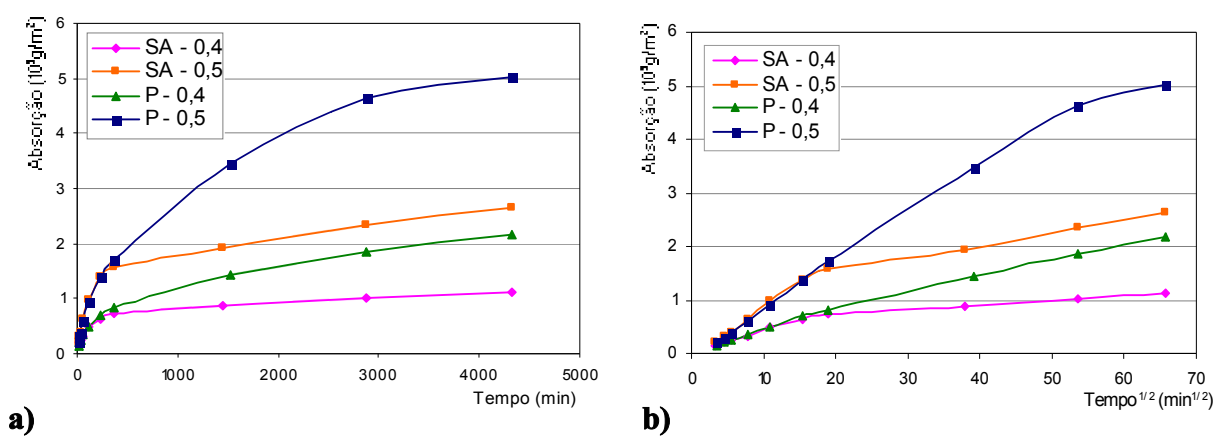 Absorção (10³g/m²)
6
5
4
3
2
1
0
SA - 0,4
SA - 0,5
P - 0,4
P - 0,5
0 1000 2000 3000 4000 5000
Tempo (min)
a)
Absorção (10³g/m²)
6
5
4
3
2
1
0
SA - 0,4
SA - 0,5
P - 0,4
P - 0,5
0 10 20 30 40 50 60 70
Tempo¹/² (min¹/²)
b)